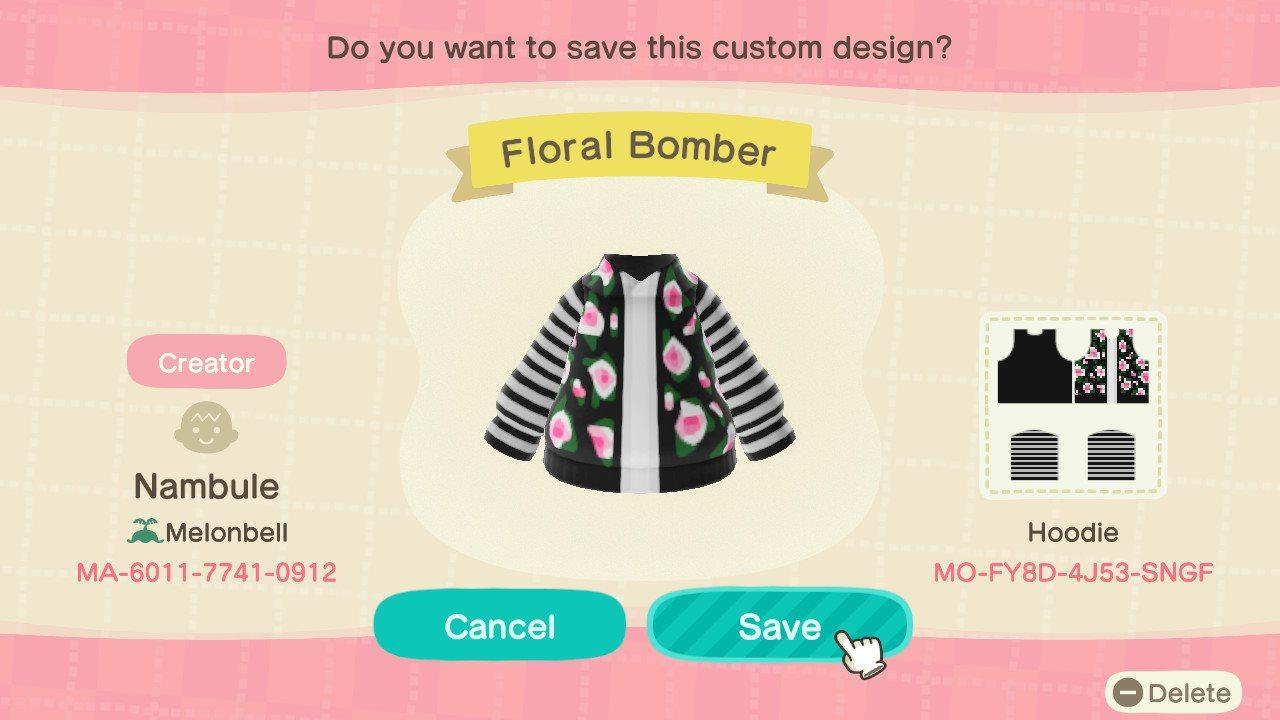 Do you want to save this custom design?
Floral Bomber
Creator
Nambule
Melonbell
MA-6011-7741-0912
Hoodie
MO-FY8D-4J53-SNGF
Cancel
Save
Delete